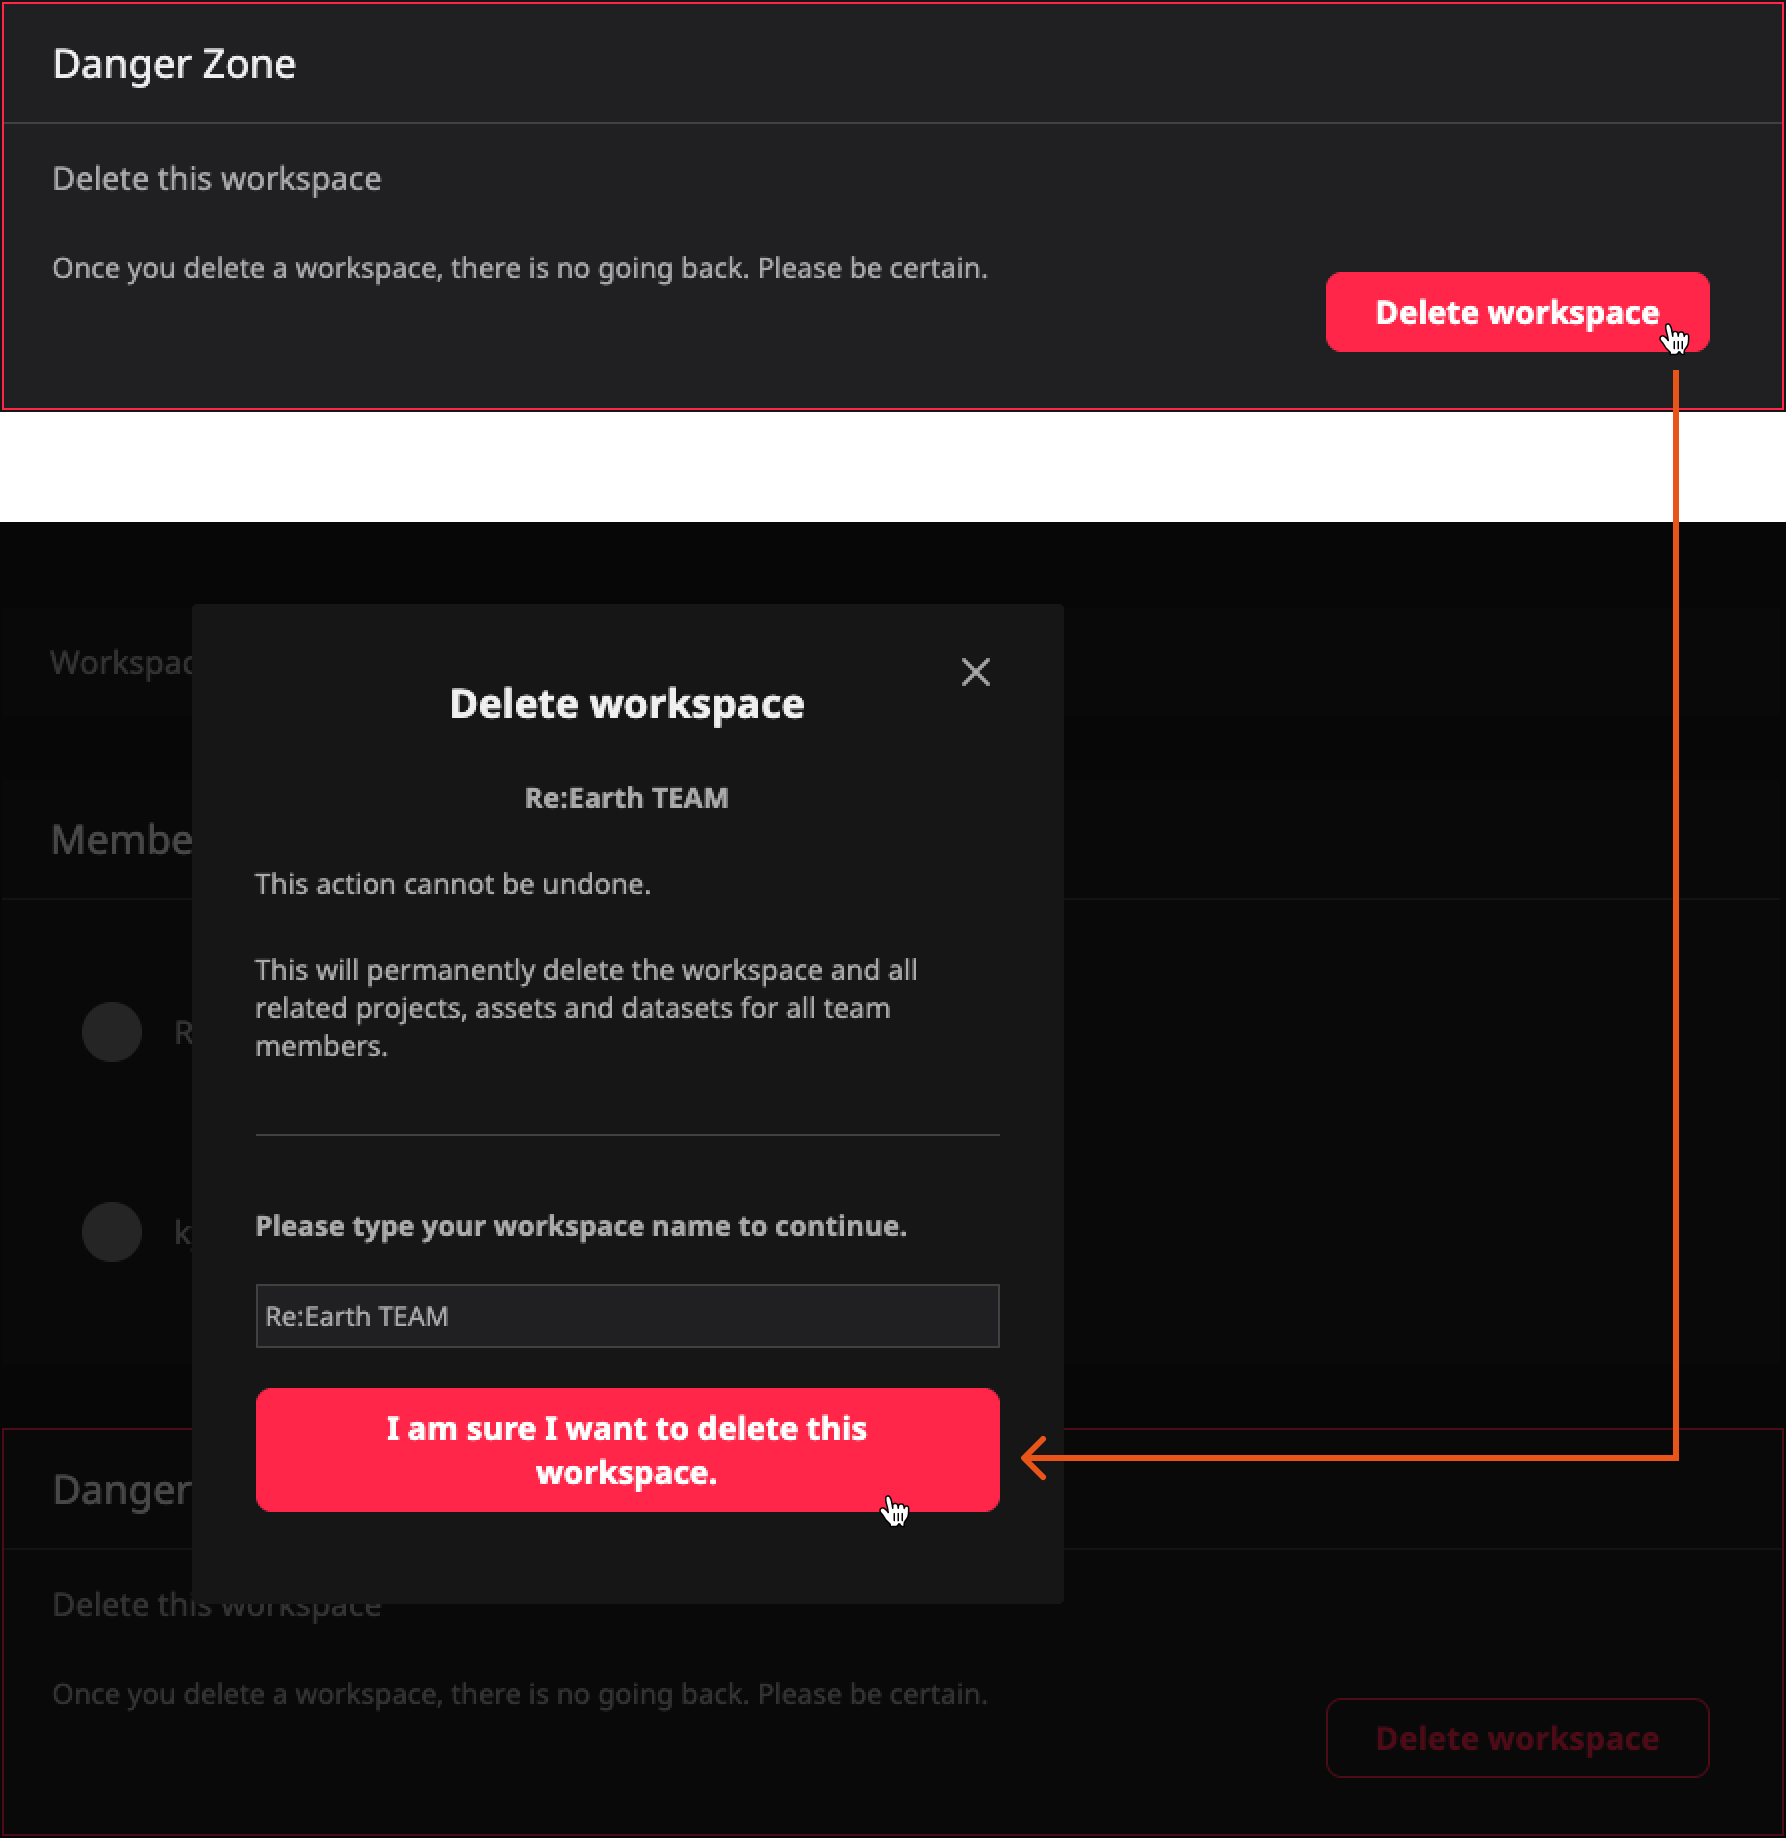 Danger Zone
Delete this workspace
Once you delete a workspace, there is no going back. Please be certain.
Delete workspace
Workspac
Delete workspace
Re:Earth TEAM
Membe
This action cannot be undone.
This will permanently delete the workspace and all
related projects, assets and datasets for all team
members.
R
k
Please type your workspace name to continue.
Re:Earth TEAM
I am sure I want to delete this
workspace.
Danger
Delete this workspace
Once you delete a workspace, there is no going back. Please be certain.
Delete workspace